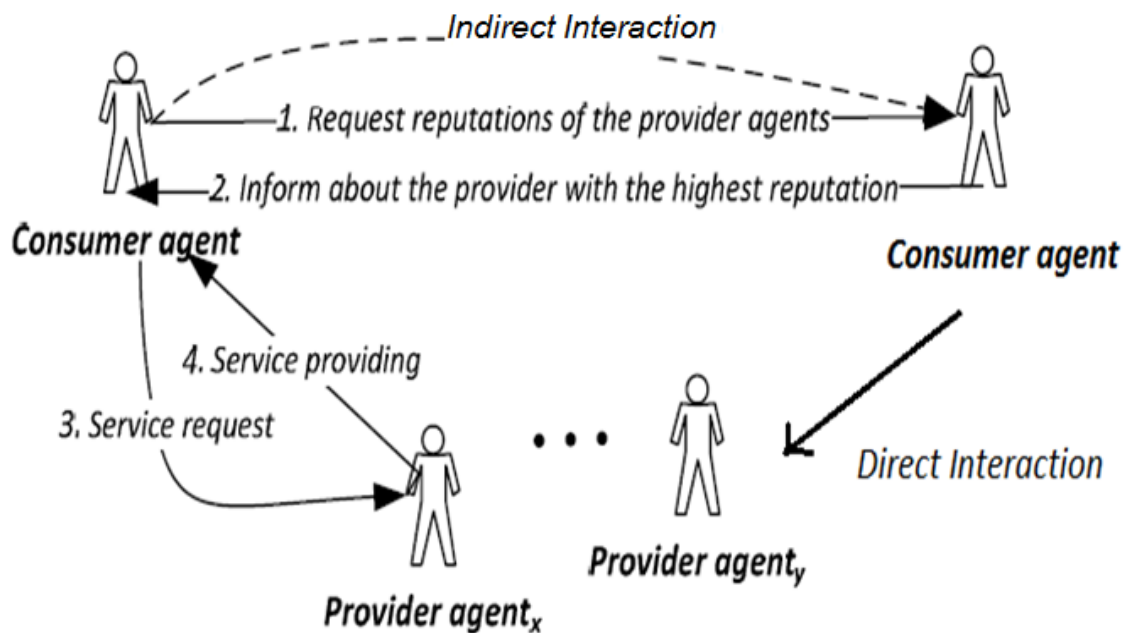 Indirect Interaction
1. Request reputations of the provider agents
2. Inform about the provider with the highest reputation
Consumer agent
Consumer agent
4. Service providing
3. Service request
Direct Interaction
Provider agenty
Provider agentx